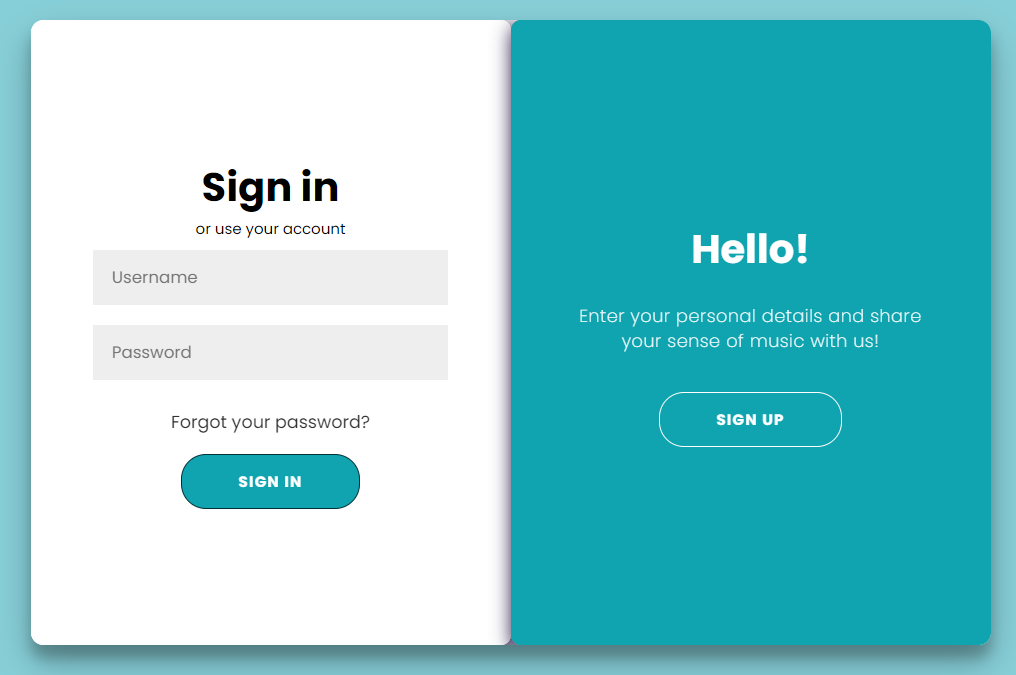 Sign in
or use your account
Username
Password
Forgot your password?
SIGN IN
Hello!
Enter your personal details and share
your sense of music with us!
SIGN UP